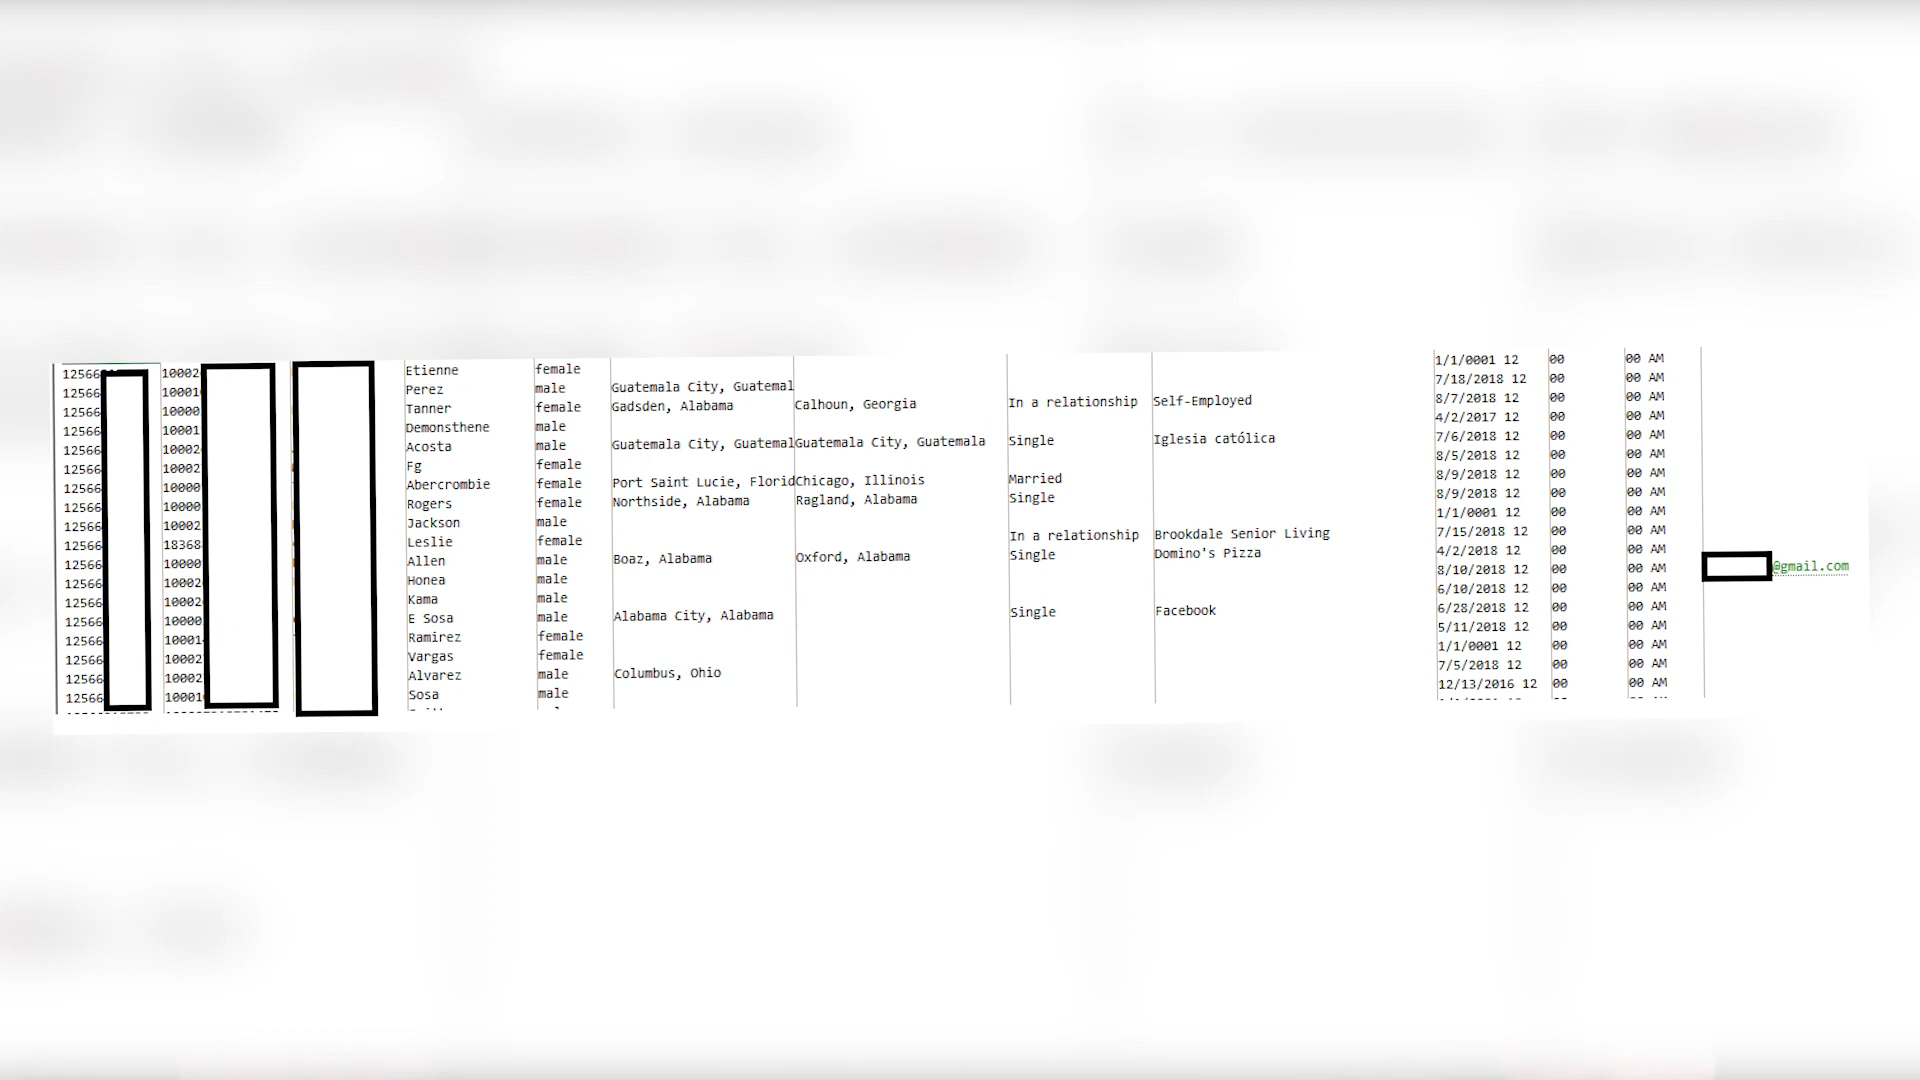 12566 10002 Etienne female 1/1/0001 12 00 00 AM
12566 10001 Perez male Guatemala City, Guatemal 7/18/2018 12 00 00 AM
12566 10000 Tanner female Gadsden, Alabama Calhoun, Georgia In a relationship Self-Employed 8/7/2018 12 00 00 AM
12566 10001 Demonsthene male 4/2/2017 12 00 00 AM
12566 10002 Acosta male Guatemala City, Guatemal Guatemala City, Guatemala Single Iglesia católica 7/6/2018 12 00 00 AM
12566 10002 Fg female 8/5/2018 12 00 00 AM
12566 10000 Abercrombie female Port Saint Lucie, Florid Chicago, Illinois Married 8/9/2018 12 00 00 AM
12566 10000 Rogers female Northside, Alabama Ragland, Alabama Single 8/9/2018 12 00 00 AM
12566 10002 Jackson male 1/1/0001 12 00 00 AM
12566 18368 Leslie female In a relationship Brookdale Senior Living 7/15/2018 12 00 00 AM
12566 10000 Allen male Boaz, Alabama Oxford, Alabama Single Domino's Pizza 4/2/2018 12 00 00 AM
12566 10002 Honea male 8/10/2018 12 00 00 AM @gmail.com
12566 10002 Kama male 6/10/2018 12 00 00 AM
12566 10000 E Sosa male Alabama City, Alabama Single Facebook 6/28/2018 12 00 00 AM
12566 10001 Ramirez female 5/11/2018 12 00 00 AM
12566 10002 Vargas female 1/1/0001 12 00 00 AM
12566 10002 Alvarez male Columbus, Ohio 7/5/2018 12 00 00 AM
12566 10001 Sosa male 12/13/2016 12 00 00 AM